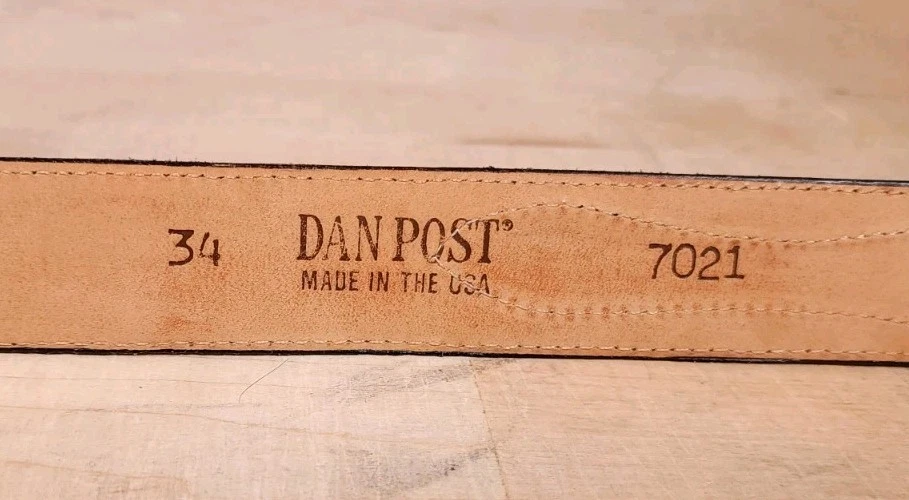 34 DAN POST® 7021
MADE IN THE USA